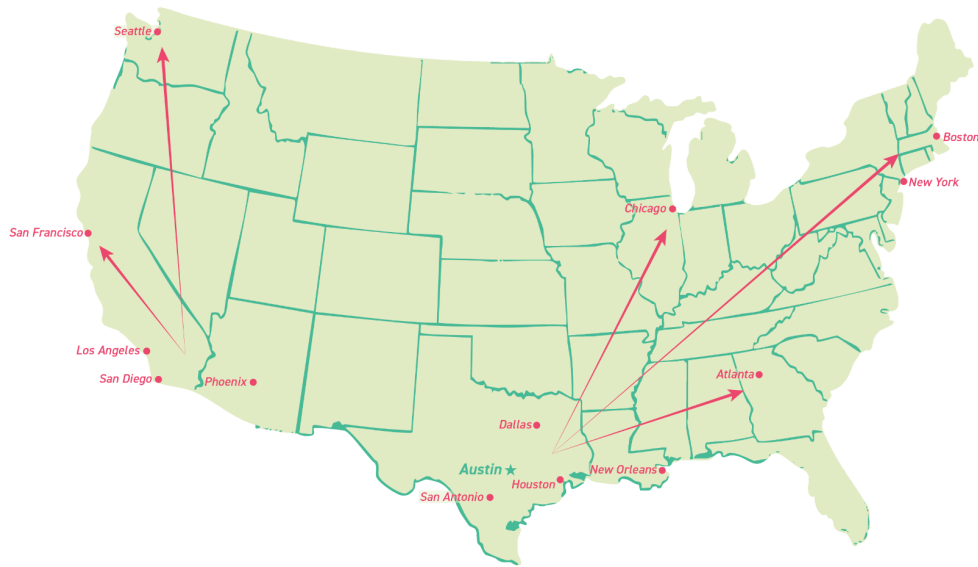 Seattle
Boston
New York
Chicago
San Francisco
Los Angeles
Atlanta
San Diego
Phoenix
Dallas
Austin
New Orleans
Houston
San Antonio